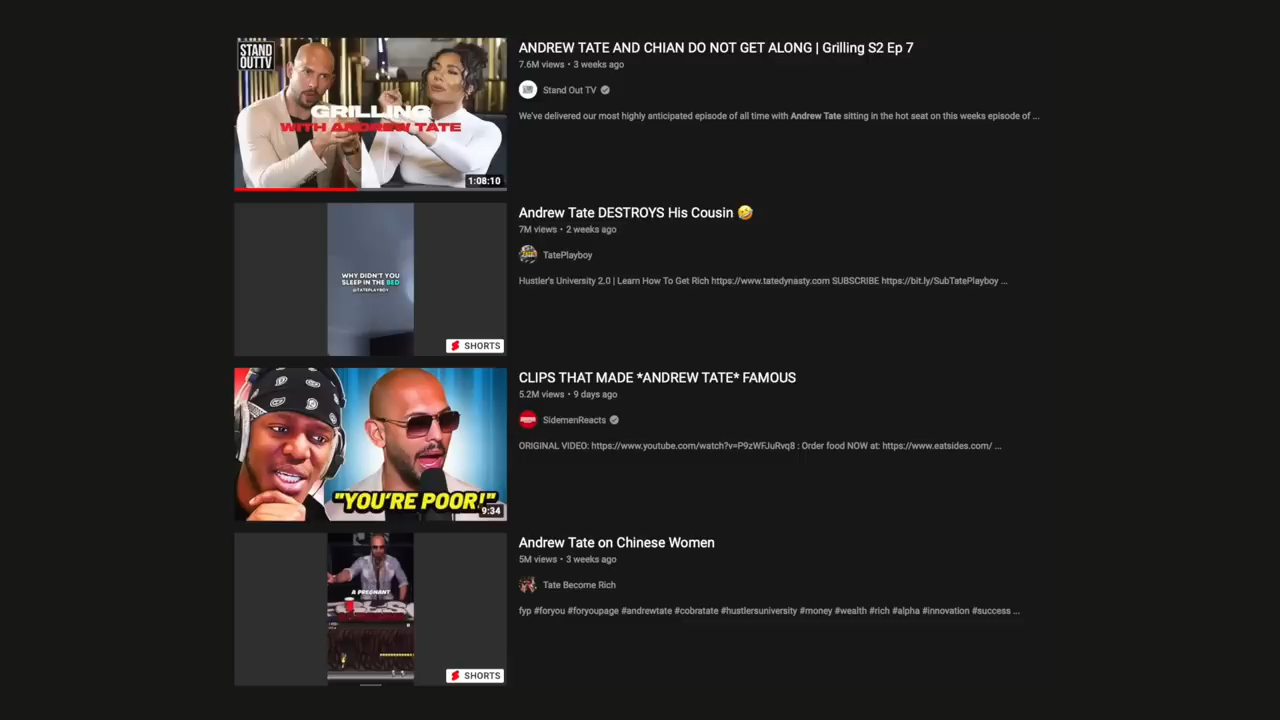 STAND
OUTTV
GRILLING
WITH ANDREW TATE
1:08:10
ANDREW TATE AND CHIAN DO NOT GET ALONG | Grilling S2 Ep 7
7.6M views • 3 weeks ago
Stand Out TV
We've delivered our most highly anticipated episode of all time with Andrew Tate sitting in the hot seat on this weeks episode of ...
WHY DIDN'T YOU
SLEEP IN THE BED
@TATEPLAYBOY
SHORTS
Andrew Tate DESTROYS His Cousin 🤣
7M views • 2 weeks ago
TatePlayboy
Hustler's University 2.0 | Learn How To Get Rich https://www.tatedynasty.com SUBSCRIBE https://bit.ly/SubTatePlayboy ...
"YOU'RE POOR!"
9:34
CLIPS THAT MADE *ANDREW TATE* FAMOUS
5.2M views • 9 days ago
SidemenReacts
ORIGINAL VIDEO: https://www.youtube.com/watch?v=P9zWFJuRvq8 : Order food NOW at: https://www.eatsides.com/ ...
A PREGNANT
SHORTS
Andrew Tate on Chinese Women
5M views • 3 weeks ago
Tate Become Rich
fyp #foryou #foryoupage #andrewtate #cobratate #hustlersuniversity #money #wealth #rich #alpha #innovation #success ...